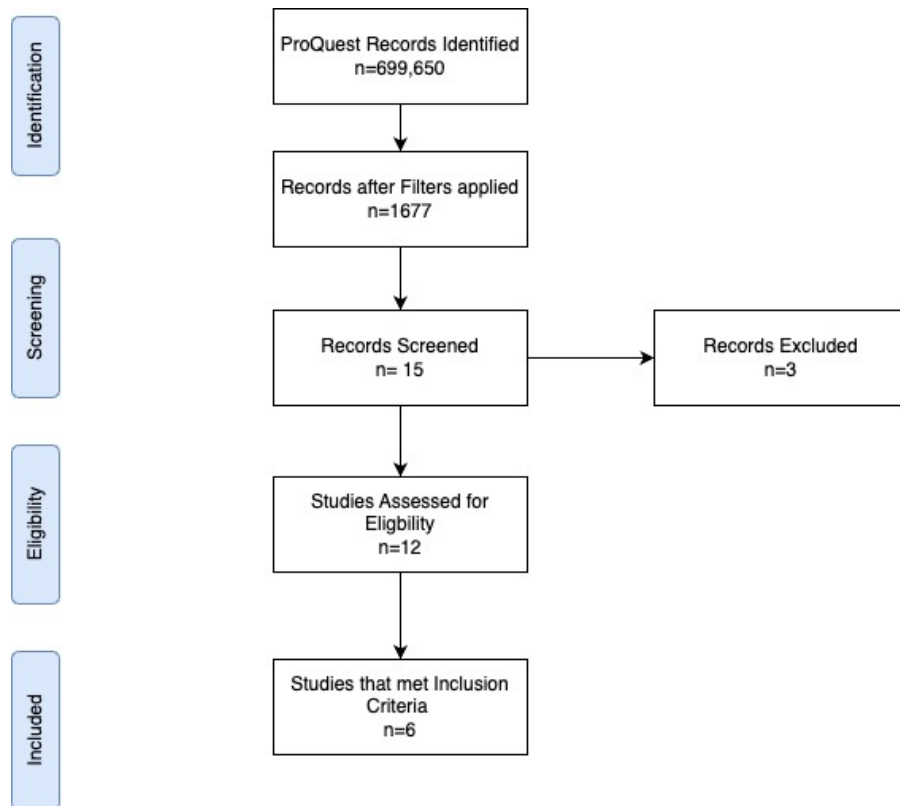 Identification
ProQuest Records Identified
n=699,650
Records after Filters applied
n=1677
Screening
Records Screened
n= 15
Records Excluded
n=3
Eligibility
Studies Assessed for
Eligbility
n=12
Included
Studies that met Inclusion
Criteria
n=6